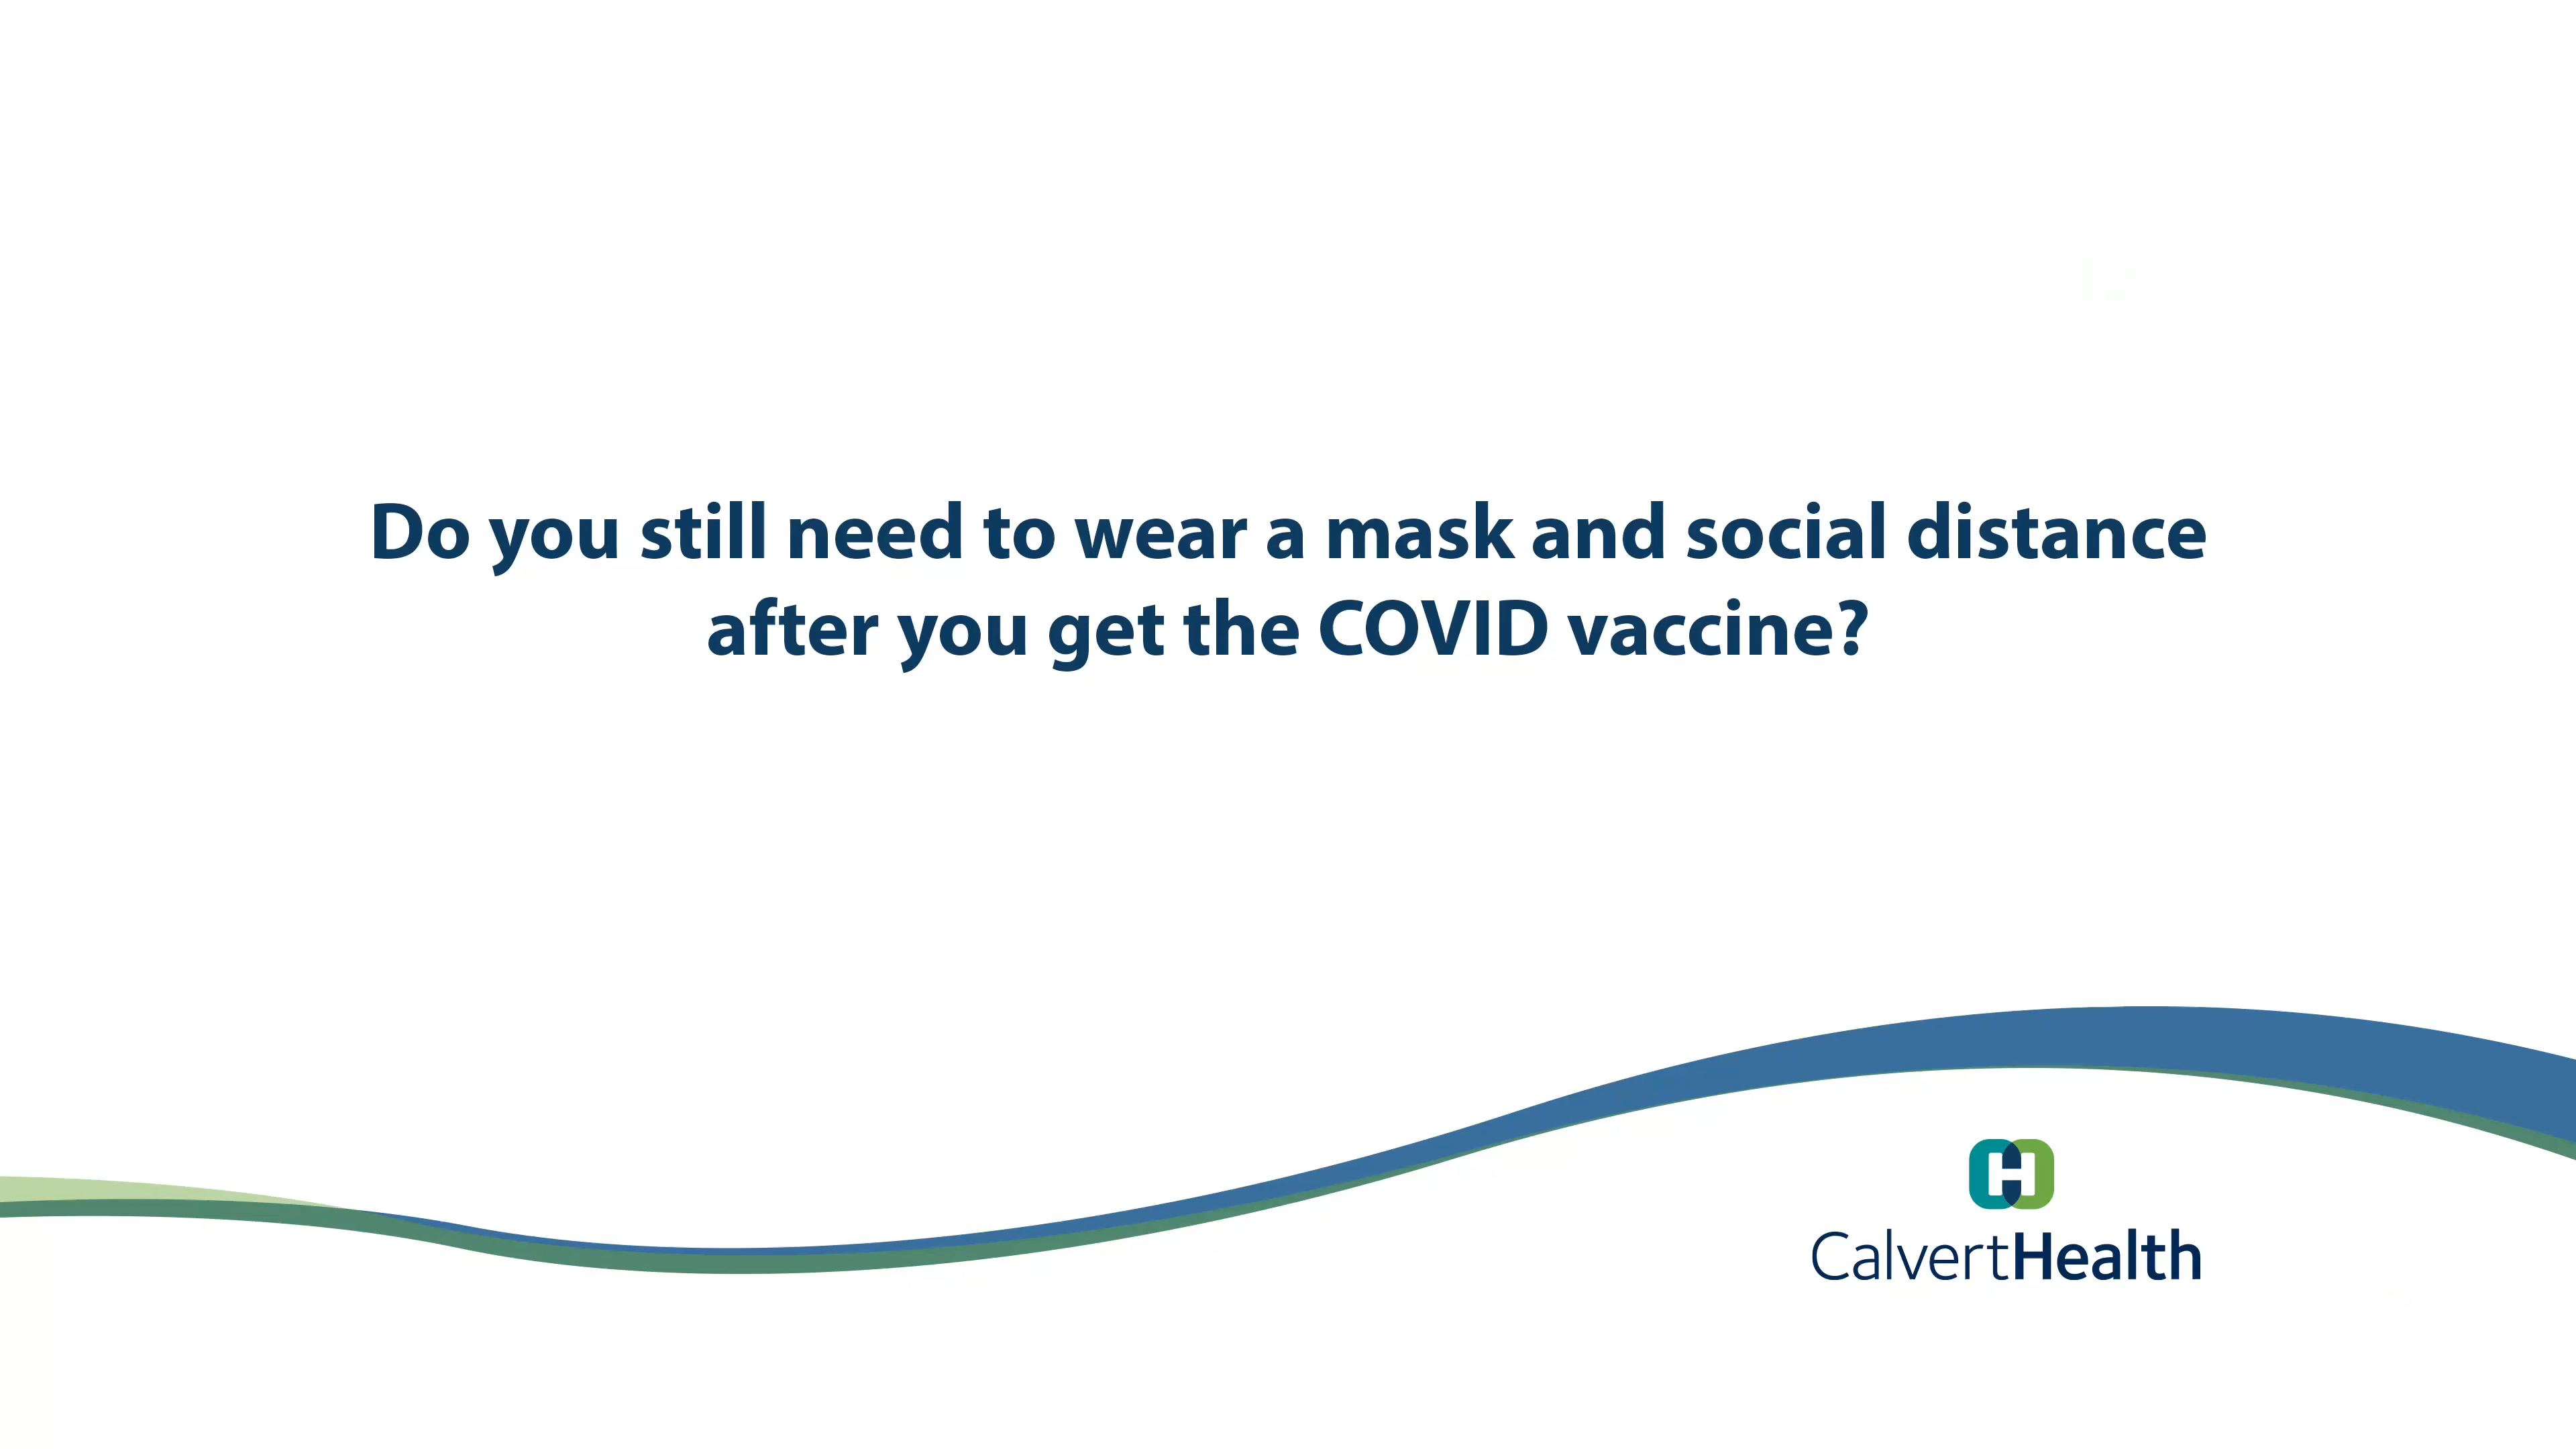 Do you still need to wear a mask and social distance
after you get the COVID vaccine?
CalvertHealth